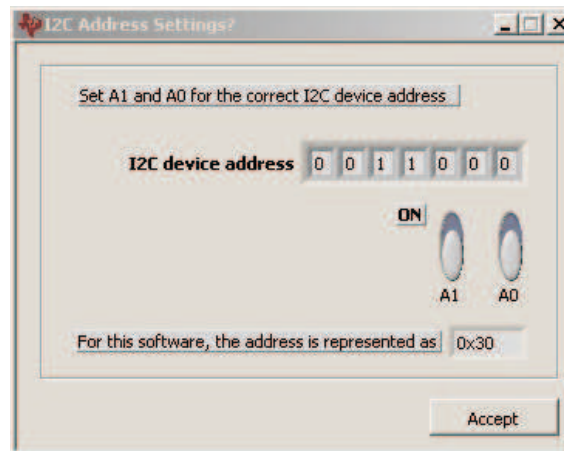 I2C Address Settings?
Set A1 and A0 for the correct I2C device address
I2C device address 0 0 1 1 0 0 0
ON
A1 A0
For this software, the address is represented as 0x30
Accept